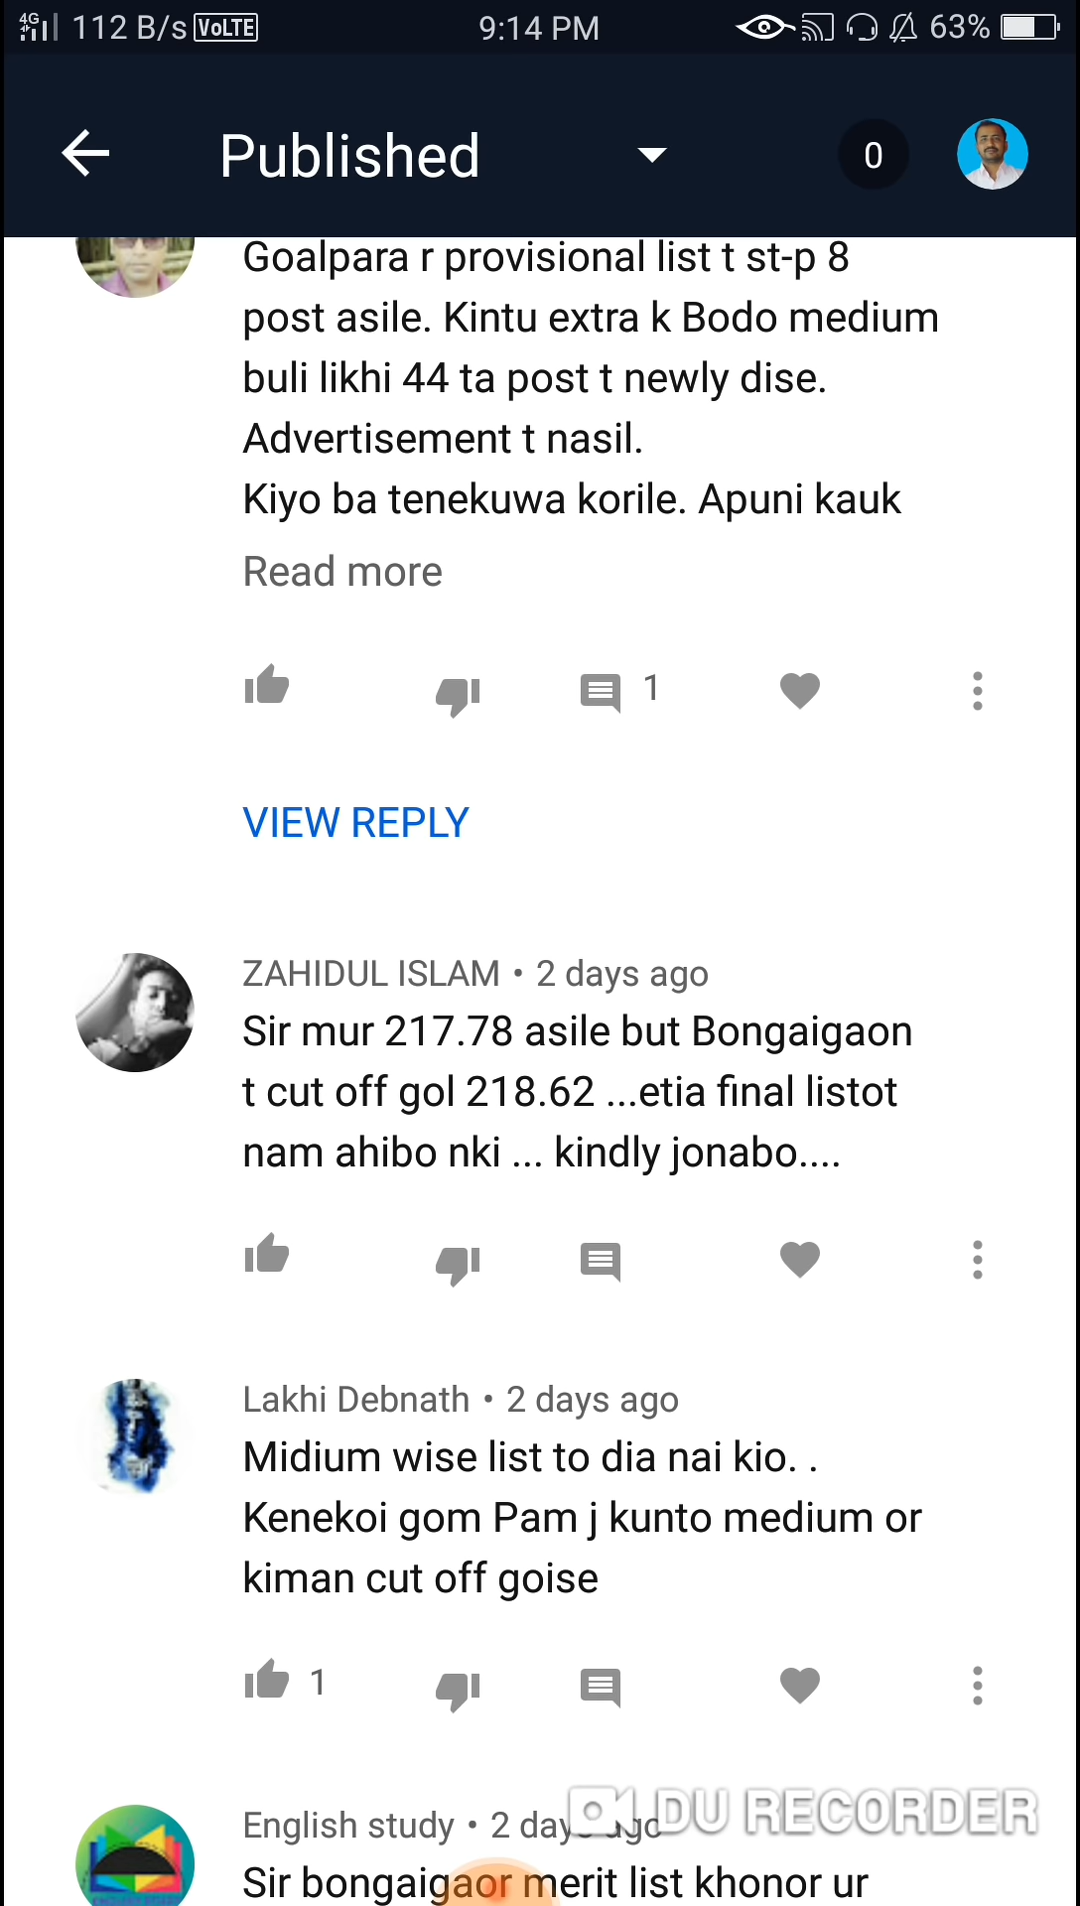 4G 112 B/s VoLTE 9:14 PM 63%
Published 0
Goalpara r provisional list t st-p 8
post asile. Kintu extra k Bodo medium
buli likhi 44 ta post t newly dise.
Advertisement t nasil.
Kiyo ba tenekuwa korile. Apuni kauk
Read more
1
VIEW REPLY
ZAHIDUL ISLAM • 2 days ago
Sir mur 217.78 asile but Bongaigaon
t cut off gol 218.62 ...etia final listot
nam ahibo nki ... kindly jonabo....
Lakhi Debnath • 2 days ago
Midium wise list to dia nai kio. .
Kenekoi gom Pam j kunto medium or
kiman cut off goise
1
English study • 2 days ago
DU RECORDER
Sir bongaigaor merit list khonor ur